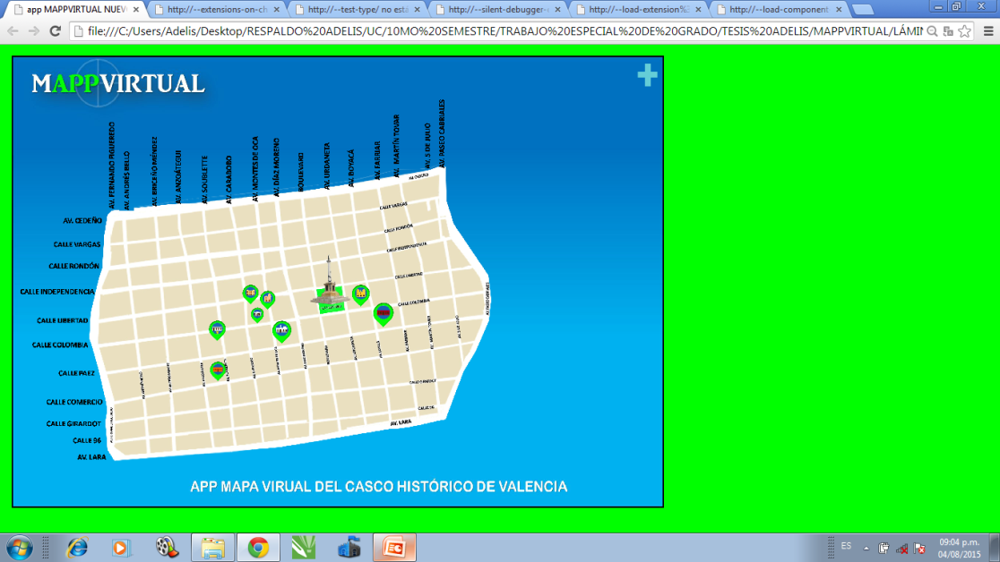 app MAPPVIRTUAL NUEV
http://--extensions-on-ch
http://--test-type/ no está
http://--silent-debugger-
http://--load-extension%
http://--load-component
file:///C:/Users/Adelis/Desktop/RESPALDO%20ADELIS/UC/10MO%20SEMESTRE/TRABAJO%20ESPECIAL%20DE%20GRADO/TESIS%20ADELIS/MAPPVIRTUAL/LÁMIN
MAPPVIRTUAL
AV. FERNANDO FIGUEREDO
AV. ANDRÉS BELLO
AV. BRICEÑO MÉNDEZ
AV. ANZOÁTEGUI
AV. SOUBLETTE
AV. CARABOBO
AV. MONTES DE OCA
AV. DÍAZ MORENO
BOULEVARD
AV. URDANETA
AV. BOYACÁ
AV. FARRIAR
AV. MARTÍN TOVAR
AV. 5 DE JULIO
AV. PASEO CABRIALES
AV. CEDEÑO
CALLE VARGAS
CALLE RONDÓN
CALLE INDEPENDENCIA
CALLE LIBERTAD
CALLE COLOMBIA
CALLE PAEZ
CALLE COMERCIO
CALLE GIRARDOT
CALLE 96
AV. LARA
AV. CEDEÑO
CALLE VARGAS
CALLE RONDÓN
CALLE INDEPENDENCIA
CALLE LIBERTAD
CALLE COLOMBIA
CALLE GIRARDOT
CALLE 96
AV. LARA
APP MAPA VIRUAL DEL CASCO HISTÓRICO DE VALENCIA
ES
09:04 p.m.
04/08/2015